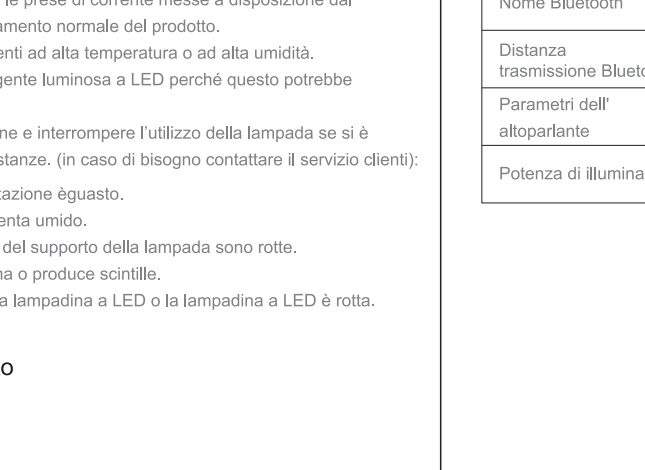 le prese di corrente messe a disposizione dal
amento normale del prodotto.
enti ad alta temperatura o ad alta umidità.
gente luminosa a LED perché questo potrebbe
ne e interrompere l’utilizzo della lampada se si è
stanze. (in caso di bisogno contattare il servizio clienti):
tazione èguasto.
enta umido.
del supporto della lampada sono rotte.
na o produce scintille.
a lampadina a LED o la lampadina a LED è rotta.
o
Nome Bluetooth
Distanza
trasmissione Blueto
Parametri dell'
altoparlante
Potenza di illumina